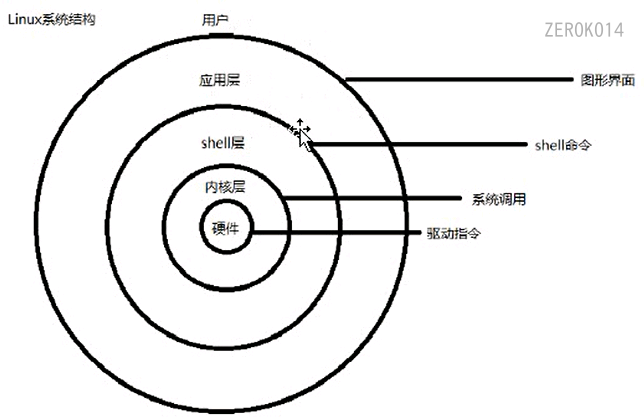 Linux系统结构
用户
ZEROK014
应用层
图形界面
shell层
shell命令
内核层
系统调用
硬件
驱动指令